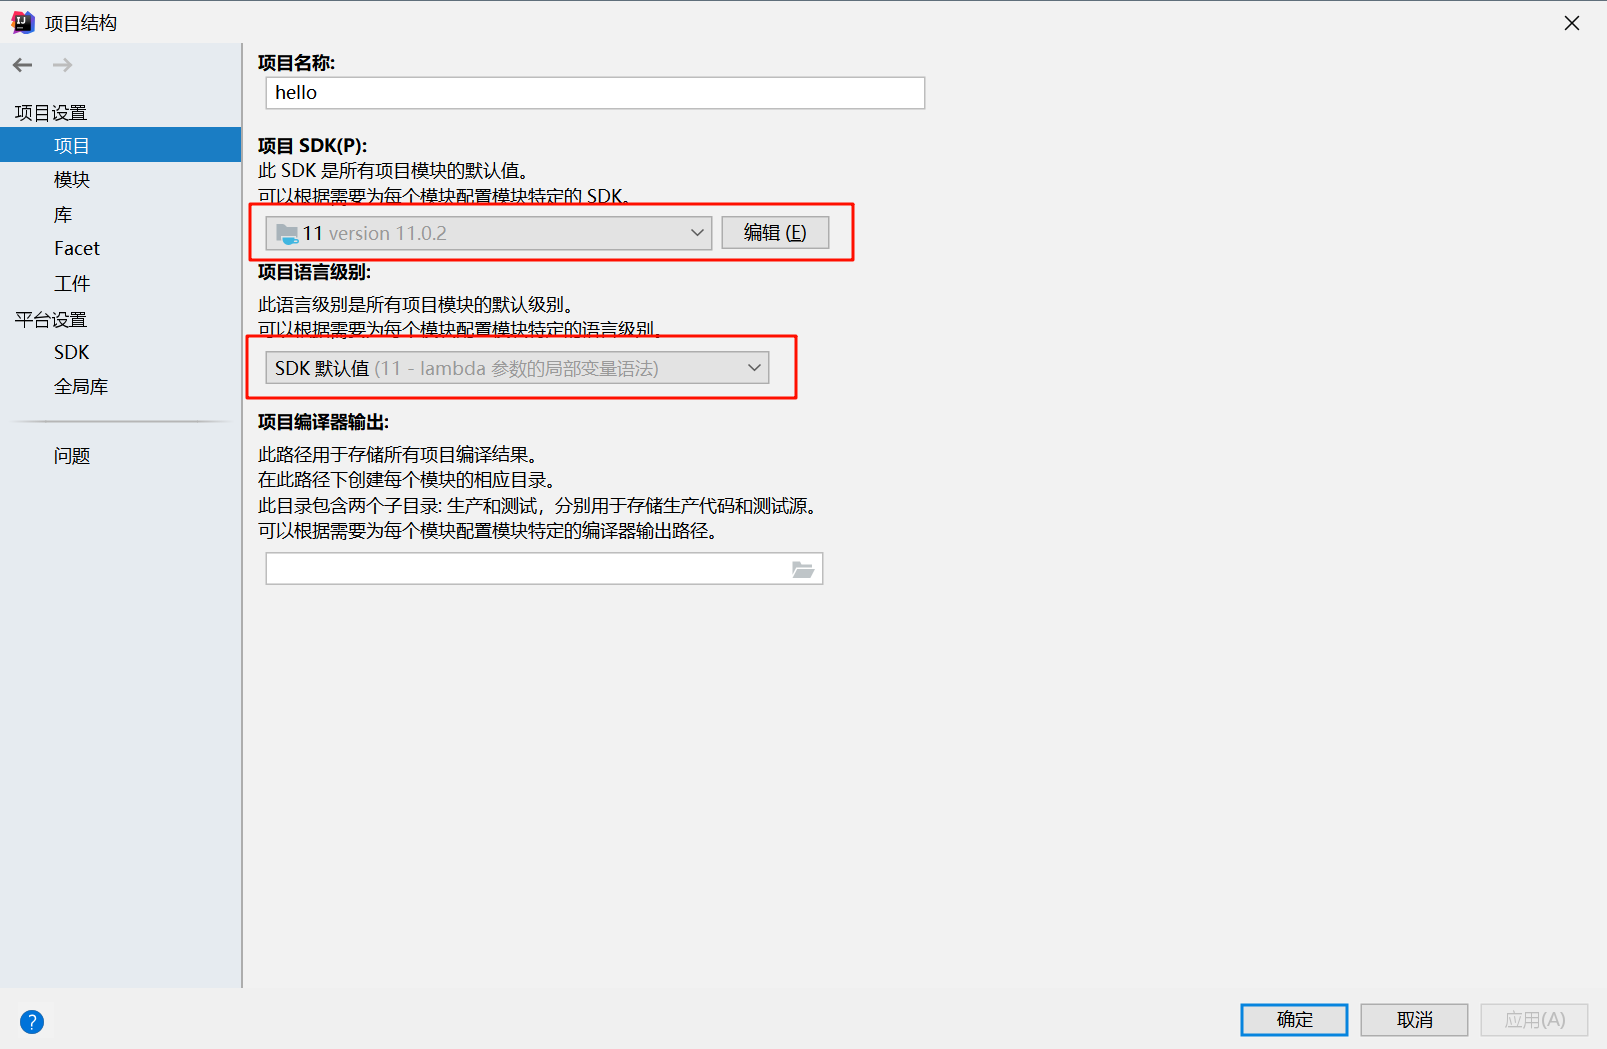 项目结构
项目设置
项目
模块
库
Facet
工件
平台设置
SDK
全局库
问题
项目名称:
hello
项目 SDK(P):
此 SDK 是所有项目模块的默认值。
可以根据需要为每个模块配置模块特定的 SDK。
11 version 11.0.2
编辑 (E)
项目语言级别:
此语言级别是所有项目模块的默认级别。
可以根据需要为每个模块配置模块特定的语言级别。
SDK 默认值 (11 - lambda 参数的局部变量语法)
项目编译器输出:
此路径用于存储所有项目编译结果。
在此路径下创建每个模块的相应目录。
此目录包含两个子目录: 生产和测试，分别用于存储生产代码和测试源。
可以根据需要为每个模块配置模块特定的编译器输出路径。
?
确定
取消
应用(A)